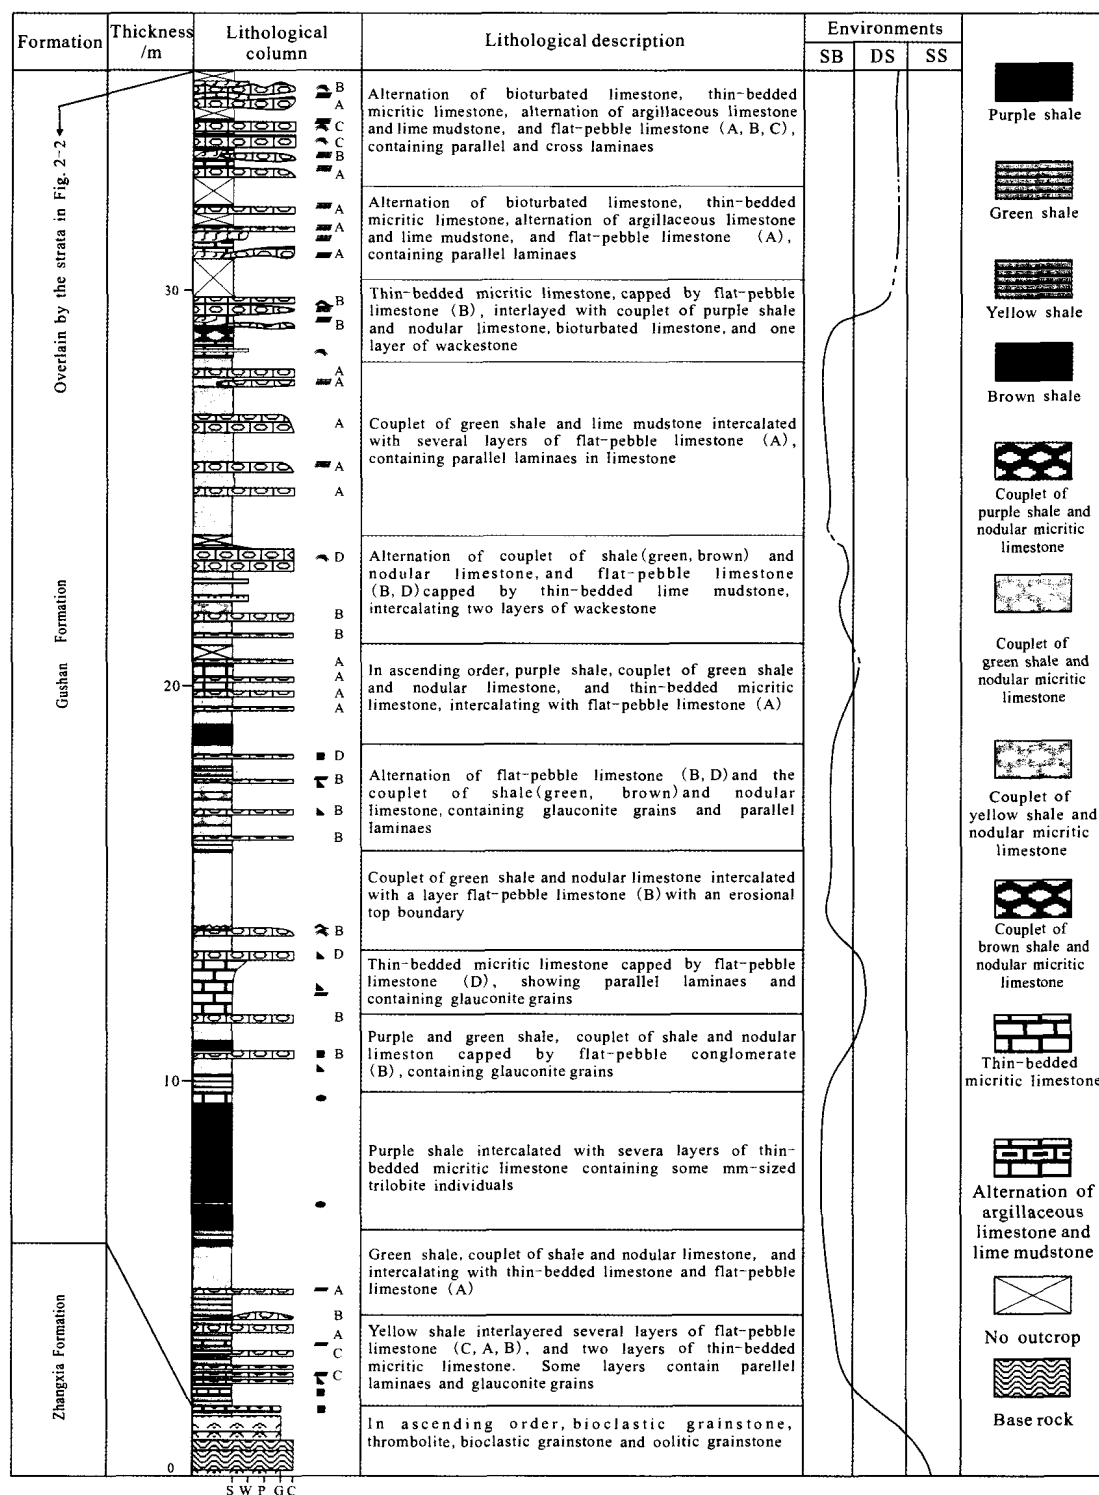 Formation
Thickness
/m
Lithological
column
Lithological description
Environments
SB DS SS
Overlain by the strata in Fig. 2-2
Gushan Formation
Zhangxia Formation
30
20
10
0
B
A
C
C
B
A
A
A
A
B
B
A
A
A
A
A
D
B
B
A
A
A
A
D
B
B
B
B
D
B
B
A
B
A
C
C
S W P G C
Alternation of bioturbated limestone, thin-bedded
micritic limestone, alternation of argillaceous limestone
and lime mudstone, and flat-pebble limestone (A, B, C),
containing parallel and cross laminaes
Alternation of bioturbated limestone, thin-bedded
micritic limestone, alternation of argillaceous limestone
and lime mudstone, and flat-pebble limestone (A),
containing parallel laminaes
Thin-bedded micritic limestone, capped by flat-pebble
limestone (B), interlayed with couplet of purple shale
and nodular limestone, bioturbated limestone, and one
layer of wackestone
Couplet of green shale and lime mudstone intercalated
with several layers of flat-pebble limestone (A),
containing parallel laminaes in limestone
Alternation of couplet of shale(green, brown) and
nodular limestone, and flat-pebble limestone
(B, D)capped by thin-bedded lime mudstone,
intercalating two layers of wackestone
In ascending order, purple shale, couplet of green shale
and nodular limestone, and thin-bedded micritic
limestone, intercalating with flat-pebble limestone (A)
Alternation of flat-pebble limestone (B, D)and the
couplet of shale(green, brown)and nodular
limestone, containing glauconite grains and parallel
laminaes
Couplet of green shale and nodular limestone intercalated
with a layer flat-pebble limestone (B)with an erosional
top boundary
Thin-bedded micritic limestone capped by flat-pebble
limestone (D), showing parallel laminaes and
containing glauconite grains
Purple and green shale, couplet of shale and nodular
limeston capped by flat-pebble conglomerate
(B), containing glauconite grains
Purple shale intercalated with severa layers of thin-
bedded micritic limestone containing some mm-sized
trilobite individuals
Green shale, couplet of shale and nodular limestone, and
intercalating with thin-bedded limestone and flat-pebble
limestone (A)
Yellow shale interlayered several layers of flat-pebble
limestone (C, A, B), and two layers of thin-bedded
micritic limestone. Some layers contain parellel
laminaes and glauconite grains
In ascending order, bioclastic grainstone,
thrombolite, bioclastic grainstone and oolitic grainstone
Purple shale
Green shale
Yellow shale
Brown shale
Couplet of
purple shale and
nodular micritic
limestone
Couplet of
green shale and
nodular micritic
limestone
Couplet of
yellow shale and
nodular micritic
limestone
Couplet of
brown shale and
nodular micritic
limestone
Thin-bedded
micritic limestone
Alternation of
argillaceous
limestone and
lime mudstone
No outcrop
Base rock